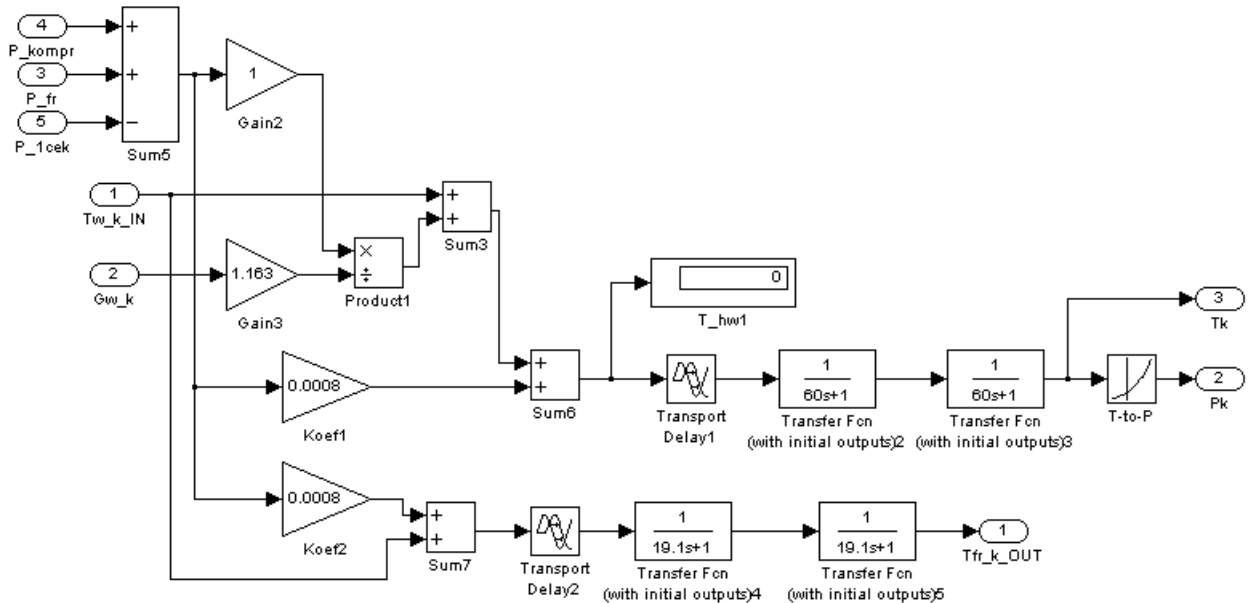 4
+
P_kompr
3
+
P_fr
5
−
P_1cek
Sum5
1
Gain2
1
Tw_k_IN
+
+
Sum3
2
Gw_k
1.163
Gain3
×
÷
Product1
0
T_hw1
3
Tk
0.0008
Koef1
+
+
Sum6
Transport
Delay1
1
60s+1
Transfer Fcn
(with initial outputs)2
1
60s+1
Transfer Fcn
(with initial outputs)3
T-to-P
2
Pk
0.0008
Koef2
+
+
Sum7
Transport
Delay2
1
19.1s+1
Transfer Fcn
(with initial outputs)4
1
19.1s+1
Transfer Fcn
(with initial outputs)5
1
Tfr_k_OUT